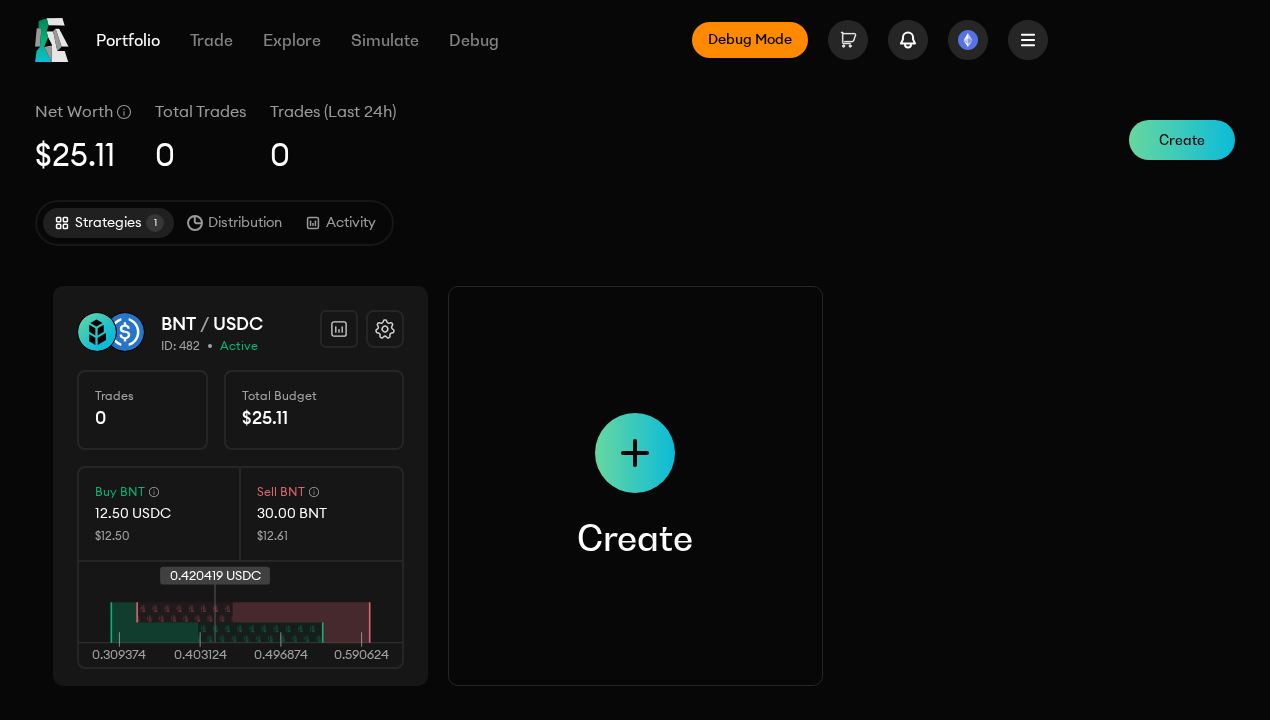 Portfolio Trade Explore Simulate Debug Debug Mode
Net Worth Total Trades Trades (Last 24h)
$25.11 0 0
Create
Strategies 1 Distribution Activity
BNT / USDC
ID: 482 • Active
Trades
0
Total Budget
$25.11
Buy BNT
12.50 USDC
$12.50
Sell BNT
30.00 BNT
$12.61
0.420419 USDC
0.309374 0.403124 0.496874 0.590624
Create